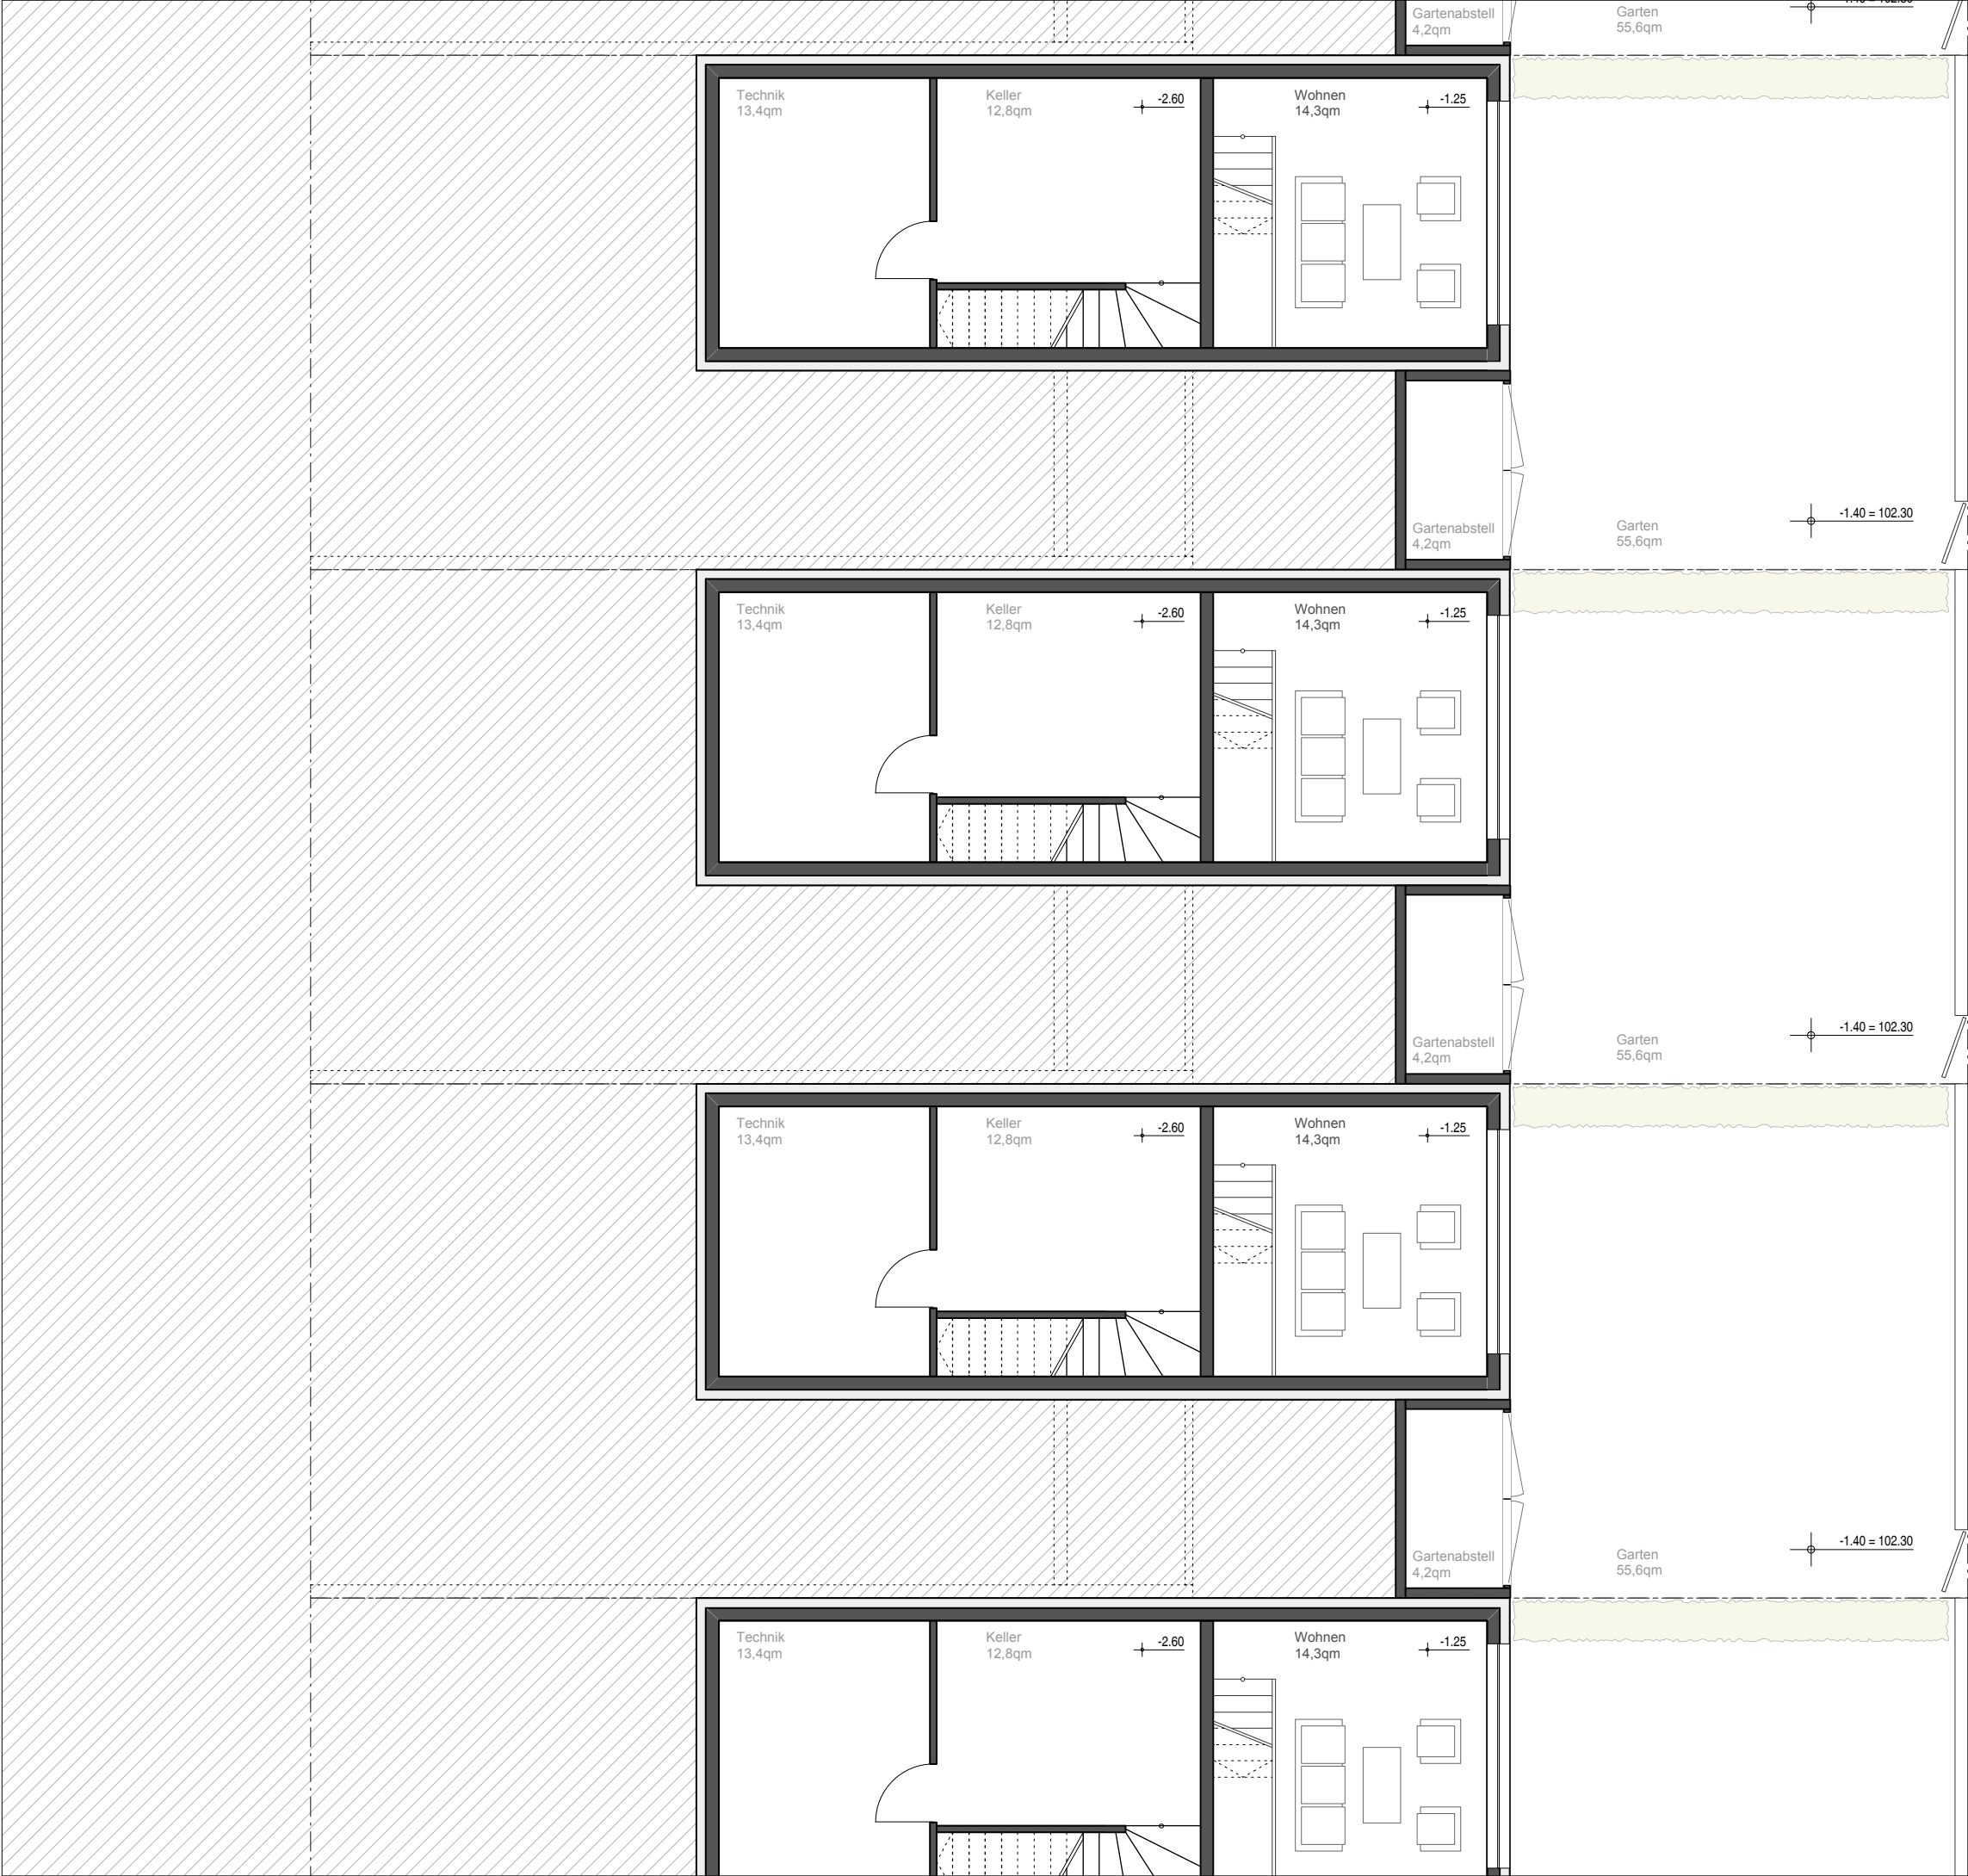 Gartenabstell
4,2qm
Garten
55,6qm
Technik
13,4qm
Keller
12,8qm
-2.60
Wohnen
14,3qm
-1.25
Gartenabstell
4,2qm
Garten
55,6qm
-1.40 = 102.30
Technik
13,4qm
Keller
12,8qm
-2.60
Wohnen
14,3qm
-1.25
Gartenabstell
4,2qm
Garten
55,6qm
-1.40 = 102.30
Technik
13,4qm
Keller
12,8qm
-2.60
Wohnen
14,3qm
-1.25
Gartenabstell
4,2qm
Garten
55,6qm
-1.40 = 102.30
Technik
13,4qm
Keller
12,8qm
-2.60
Wohnen
14,3qm
-1.25